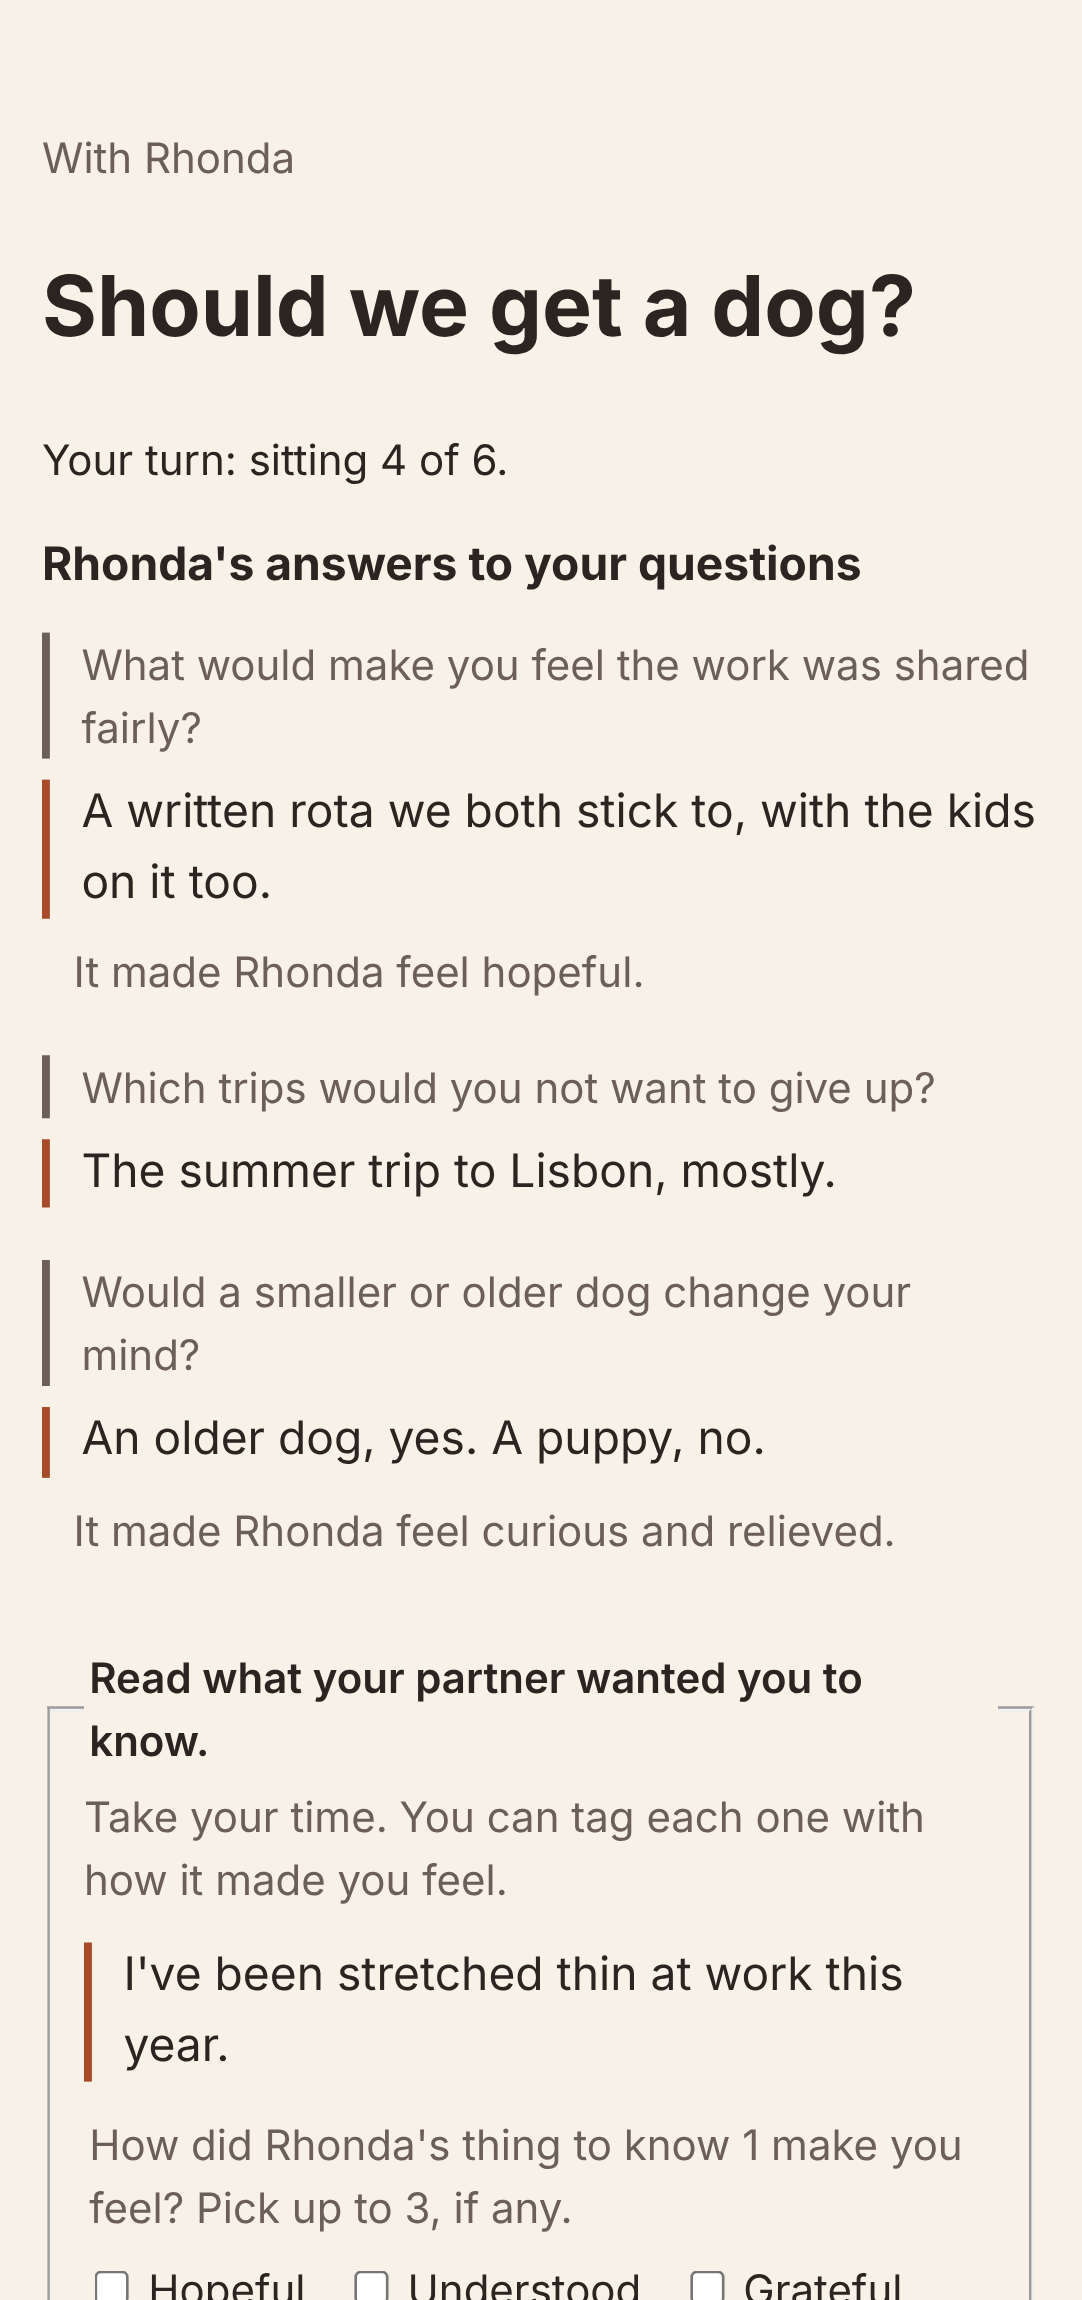 With Rhonda
Should we get a dog?
Your turn: sitting 4 of 6.
Rhonda's answers to your questions
What would make you feel the work was shared
fairly?
A written rota we both stick to, with the kids
on it too.
It made Rhonda feel hopeful.
Which trips would you not want to give up?
The summer trip to Lisbon, mostly.
Would a smaller or older dog change your
mind?
An older dog, yes. A puppy, no.
It made Rhonda feel curious and relieved.
Read what your partner wanted you to
know.
Take your time. You can tag each one with
how it made you feel.
I've been stretched thin at work this
year.
How did Rhonda's thing to know 1 make you
feel? Pick up to 3, if any.
Hopeful Understood Grateful